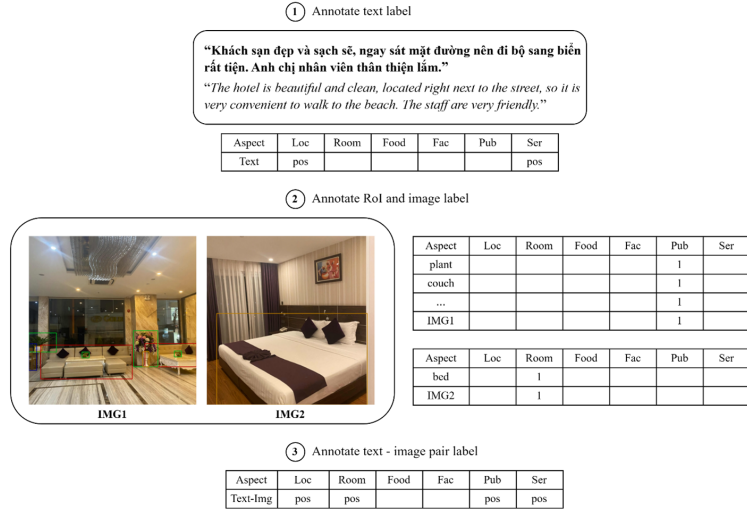 1 Annotate text label
“Khách sạn đẹp và sạch sẽ, ngay sát mặt đường nên đi bộ sang biển
rất tiện. Anh chị nhân viên thân thiện lắm.”
“The hotel is beautiful and clean, located right next to the street, so it is
very convenient to walk to the beach. The staff are very friendly.”
Aspect Loc Room Food Fac Pub Ser
Text pos pos
2 Annotate RoI and image label
IMG1 IMG2
Aspect Loc Room Food Fac Pub Ser
plant 1
couch 1
... 1
IMG1 1
Aspect Loc Room Food Fac Pub Ser
bed 1
IMG2 1
3 Annotate text - image pair label
Aspect Loc Room Food Fac Pub Ser
Text-Img pos pos pos pos